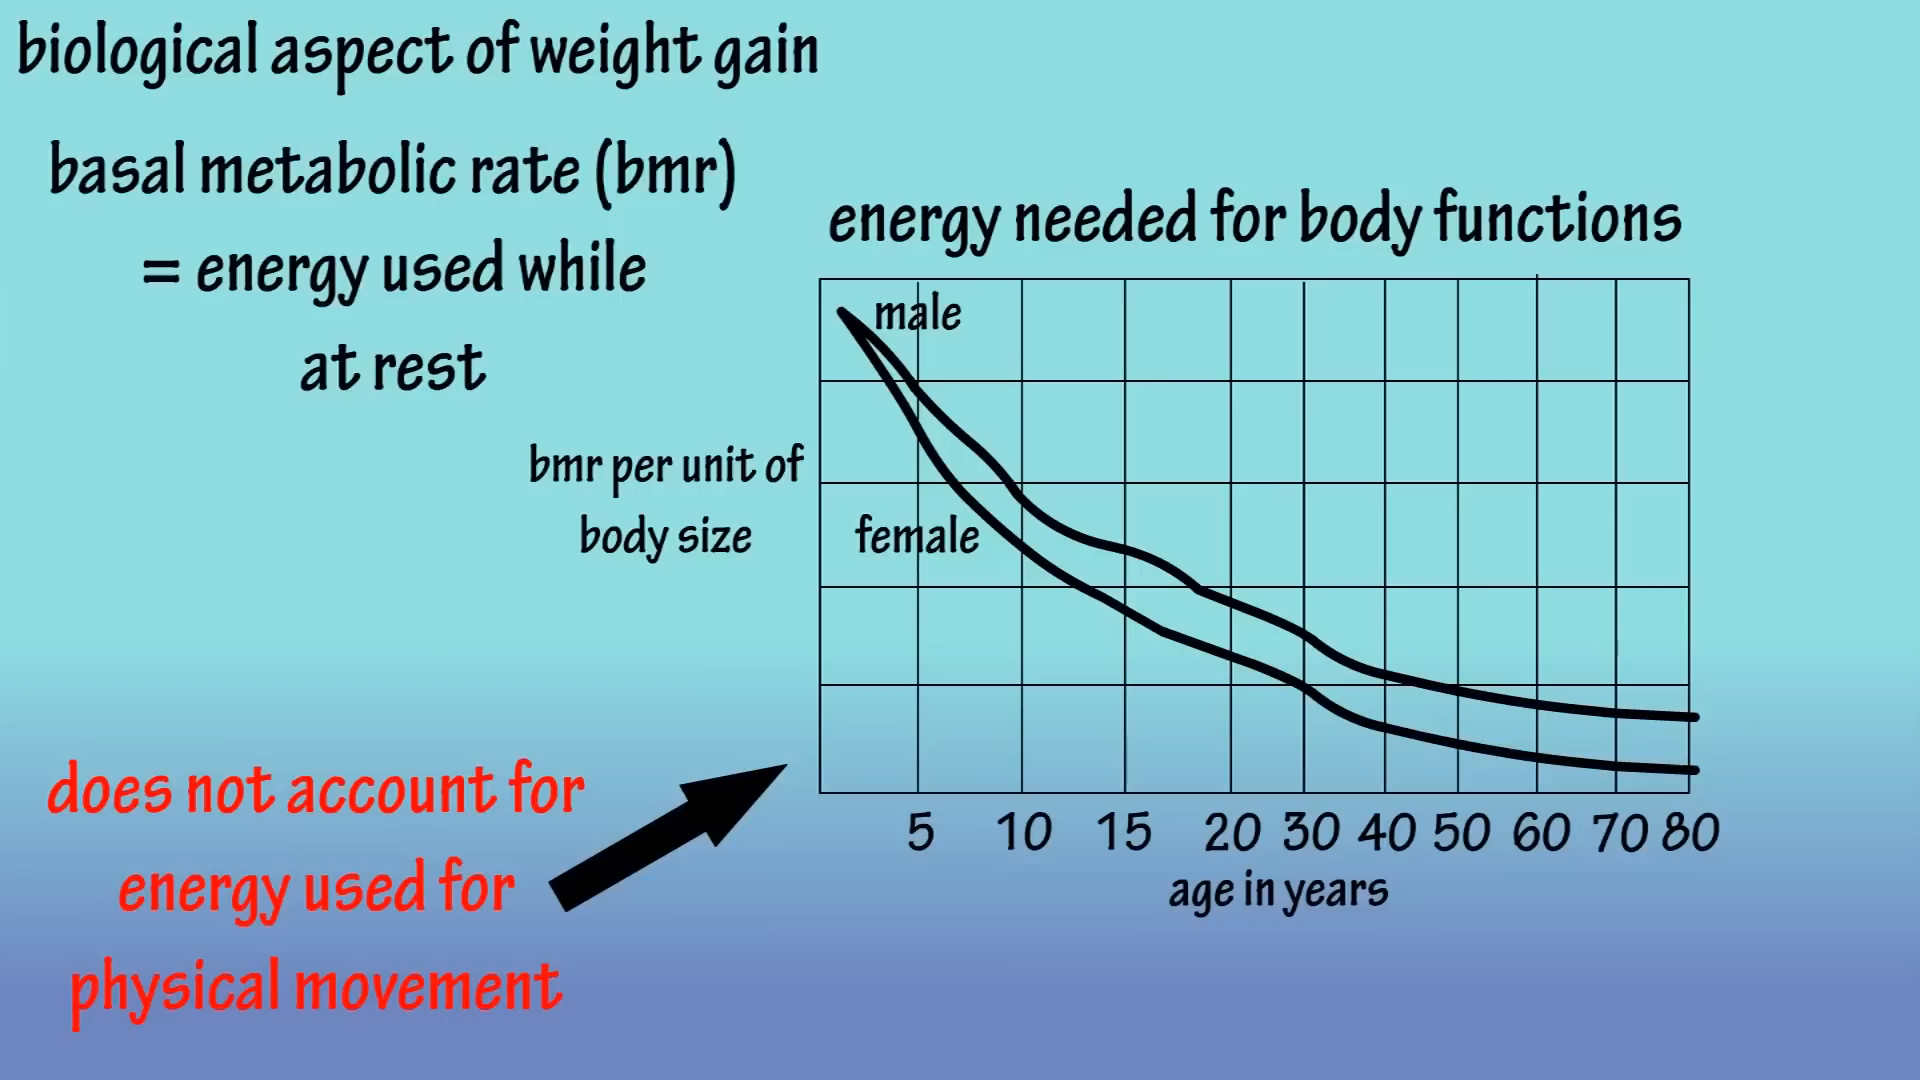 biological aspect of weight gain
basal metabolic rate (bmr)
= energy used while
at rest
energy needed for body functions
male
bmr per unit of
body size
female
5 10 15 20 30 40 50 60 70 80
age in years
does not account for
energy used for
physical movement